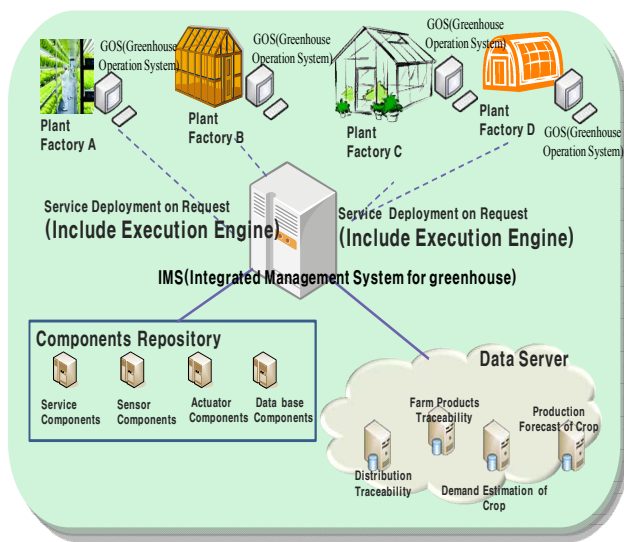 GOS(Greenhouse
Operation System)
Plant
Factory A
GOS(Greenhouse
Operation System)
Plant
Factory B
GOS(Greenhouse
Operation System)
Plant
Factory C
Plant
Factory D
GOS(Greenhouse
Operation System)
Service Deployment on Request
(Include Execution Engine)
Service Deployment on Request
(Include Execution Engine)
IMS(Integrated Management System for greenhouse)
Components Repository
Service
Components
Sensor
Components
Actuator
Components
Data base
Components
Data Server
Farm Products
Traceability
Production
Forecast of Crop
Distribution
Traceability
Demand Estimation of
Crop